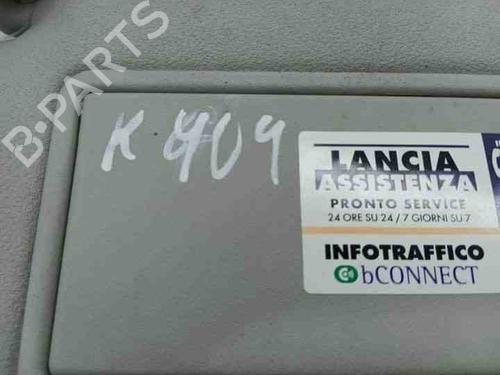 B-PARTS
K 409
LANCIA
ASSISTENZA
PRONTO SERVICE
24 ORE SU 24 / 7 GIORNI SU 7
INFOTRAFFICO
bCONNECT